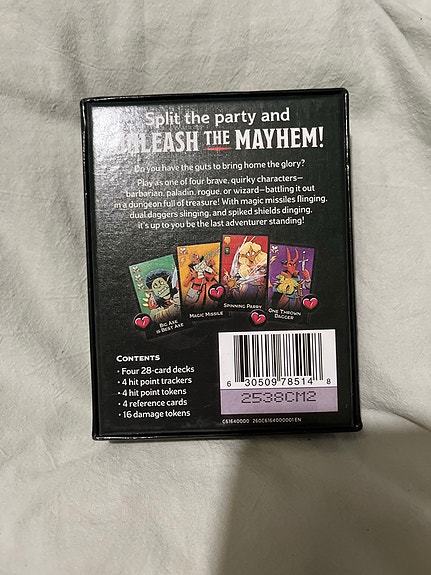 Split the party and
UNLEASH THE MAYHEM!
Do you have the guts to bring home the glory?
Play as one of four brave, quirky characters—
barbarian, paladin, rogue, or wizard—battling it out
in a dungeon full of treasure! With magic missiles flinging,
dual daggers slinging, and spiked shields dinging,
it's up to you be the last adventurer standing!
BIG AXE
IS BEST AXE
MAGIC MISSILE
SPINNING PARRY
ONE THROWN
DAGGER
CONTENTS
• Four 28-card decks
• 4 hit point trackers
• 4 hit point tokens
• 4 reference cards
• 16 damage tokens
6 30509 78514 8
2538CM2
C61640000 260C6164000001EN